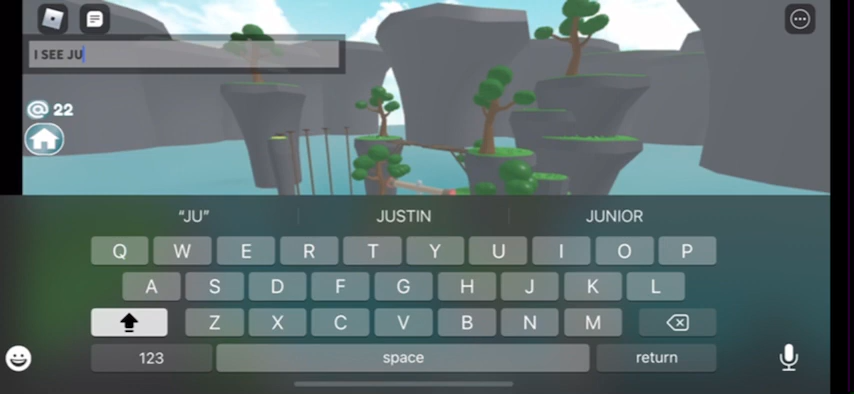 I SEE JU
22
“JU” JUSTIN JUNIOR
Q W E R T Y U I O P
A S D F G H J K L
Z X C V B N M
123 space return